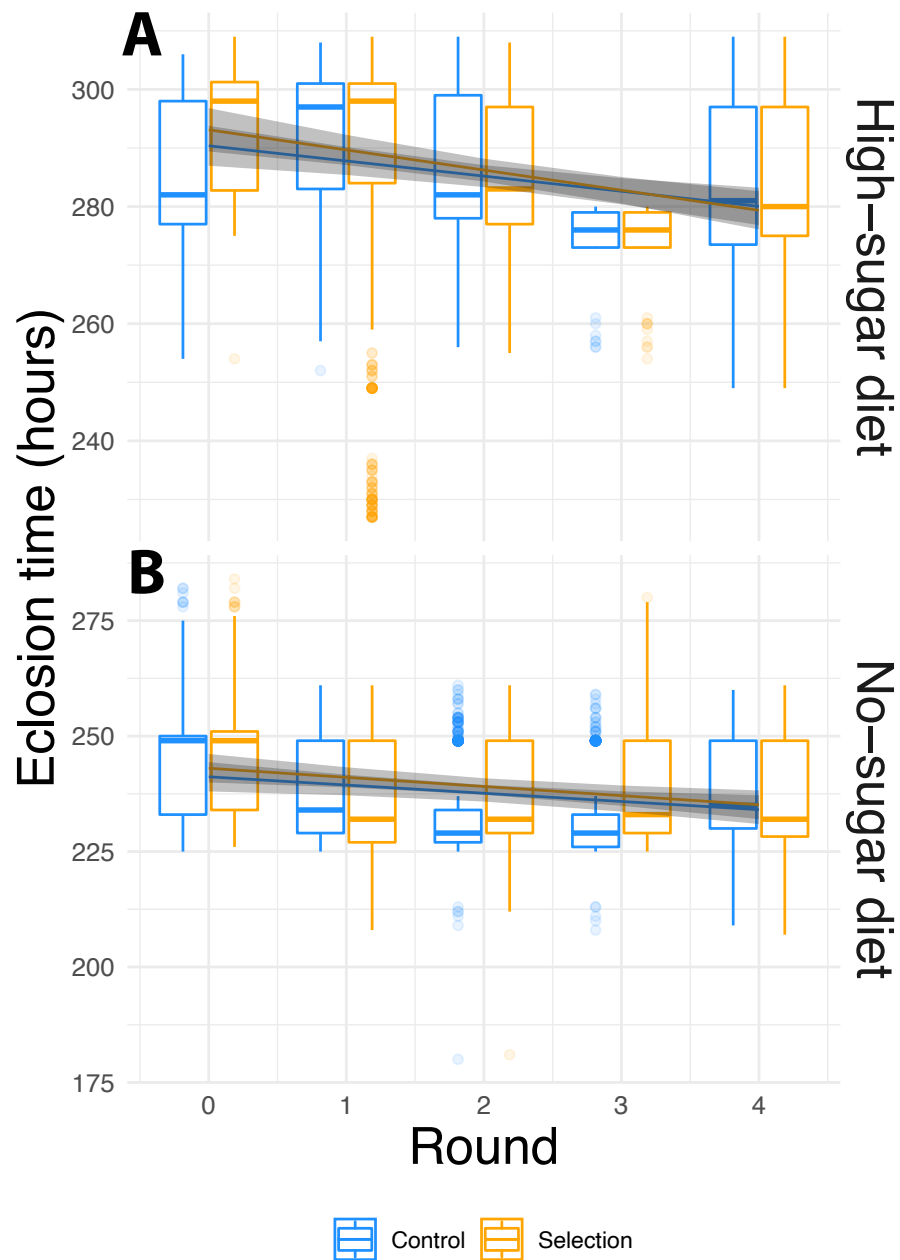 A
300
280
260
240
High−sugar diet
Eclosion time (hours)
B
275
250
225
200
175
No−sugar diet
0 1 2 3 4
Round
Control Selection